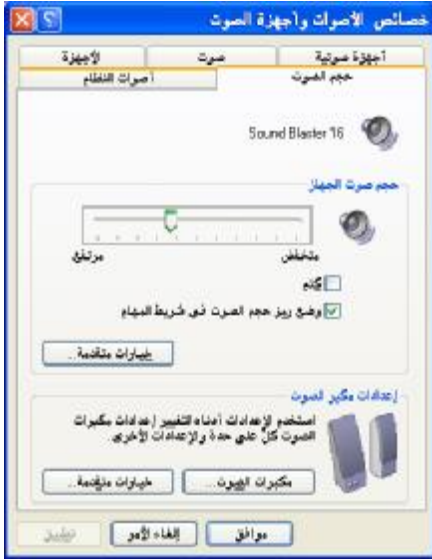 خصائص الأصوات وأجهزة الصوت
أجهزة صوتية صوت الأجهزة
حجم الصوت أصوات النظام
Sound Blaster 16
حجم صوت الجهاز
منخفض مرتفع
كتم
وضع رمز حجم الصوت في شريط المهام
خيارات متقدمة...
إعدادات مكبر الصوت
استخدم الإعدادات أدناه لتغيير إعدادات مكبرات
الصوت كلٌ على حدة والإعدادات الأخرى.
مكبرات الصوت... خيارات متقدمة...
موافق إلغاء الأمر تطبيق